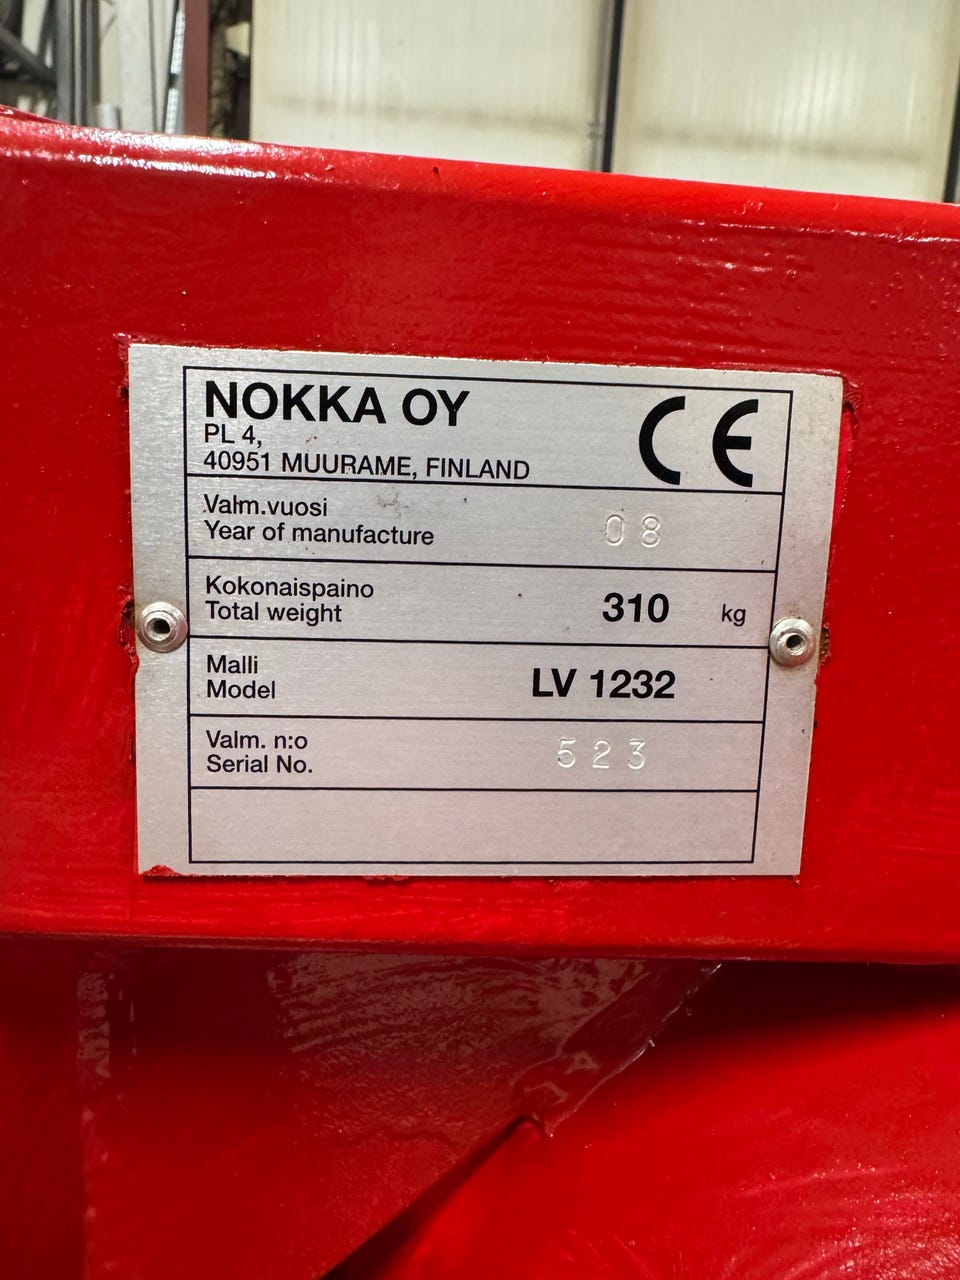 NOKKA OY
PL 4,
40951 MUURAME, FINLAND
CE
Valm.vuosi
Year of manufacture
08
Kokonaispaino
Total weight
310 kg
Malli
Model
LV 1232
Valm. n:o
Serial No.
523